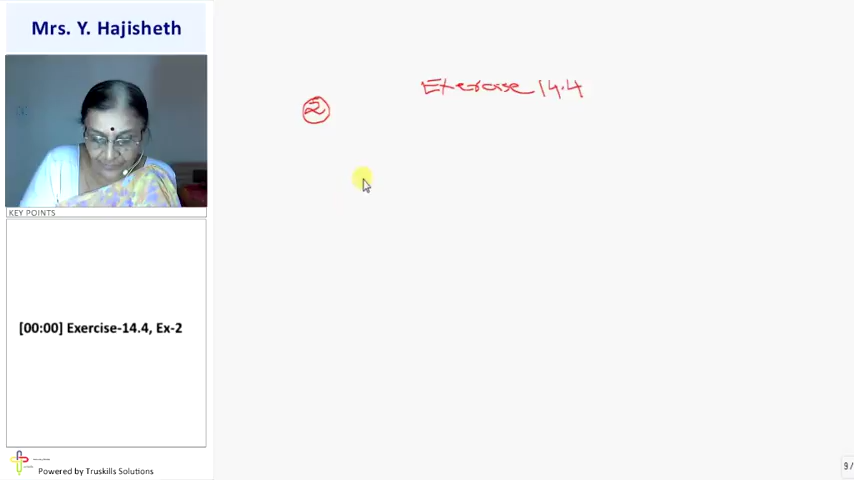 Mrs. Y. Hajisheth
Exercise 14.4
2
KEY POINTS
[00:00] Exercise-14.4, Ex-2
Powered by Truskills Solutions
9/